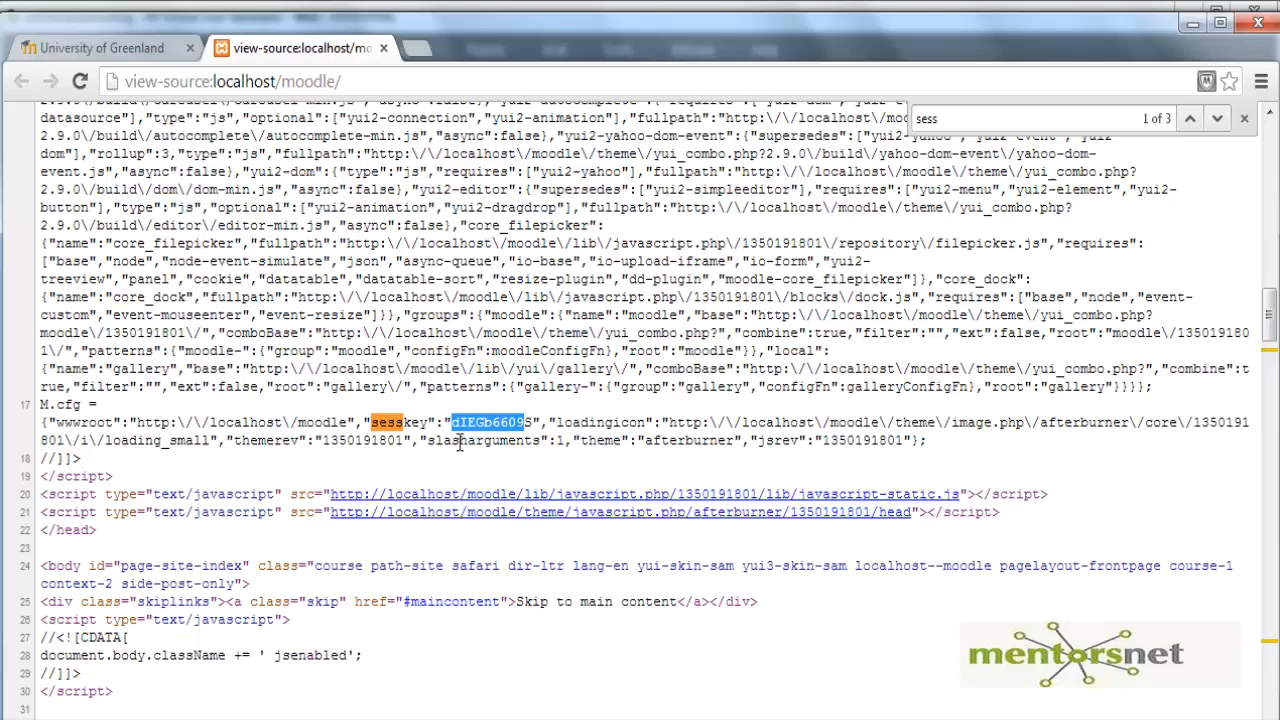 University of Greenland
view-source:localhost/mo
view-source:localhost/moodle/
sess
1 of 3
datasource"],"type":"js","optional":["yui2-connection","yui2-animation"],"fullpath":"http:\/\/localhost/moo
2.9.0\/build\/autocomplete\/autocomplete-min.js","async":false},"yui2-yahoo-dom-event":{"supersedes":["yui2-yahoo","yui2-event","yui2-
dom"],"rollup":3,"type":"js","fullpath":"http:\/\/localhost\/moodle\/theme\/yui_combo.php?2.9.0\/build\/yahoo-dom-event\/yahoo-dom-
event.js","async":false},"yui2-dom":{"type":"js","requires":["yui2-yahoo"],"fullpath":"http:\/\/localhost\/moodle\/theme\/yui_combo.php?
2.9.0\/build\/dom\/dom-min.js","async":false},"yui2-editor":{"supersedes":["yui2-simpleeditor"],"requires":["yui2-menu","yui2-element","yui2-
button"],"type":"js","optional":["yui2-animation","yui2-dragdrop"],"fullpath":"http:\/\/localhost\/moodle\/theme\/yui_combo.php?
2.9.0\/build\/editor\/editor-min.js","async":false},"core_filepicker":
{"name":"core_filepicker","fullpath":"http:\/\/localhost\/moodle\/lib\/javascript.php\/1350191801\/repository\/filepicker.js","requires":
["base","node","node-event-simulate","json","async-queue","io-base","io-upload-iframe","io-form","yui2-
treeview","panel","cookie","datatable","datatable-sort","resize-plugin","dd-plugin","moodle-core_filepicker"]},"core_dock":
{"name":"core_dock","fullpath":"http:\/\/localhost\/moodle\/lib\/javascript.php\/1350191801\/blocks\/dock.js","requires":["base","node","event-
custom","event-mouseenter","event-resize"]}},"groups":{"moodle":{"name":"moodle","base":"http:\/\/localhost\/moodle\/theme\/yui_combo.php?
moodle\/1350191801\/","comboBase":"http:\/\/localhost\/moodle\/theme\/yui_combo.php?","combine":true,"filter":"","ext":false,"root":"moodle\/1350180
1\/","patterns":{"moodle-":{"group":"moodle","configFn":moodleConfigFn},"root":"moodle"}},"local":
{"name":"gallery","base":"http:\/\/localhost\/moodle\/lib\/yui\/gallery\/","comboBase":"http:\/\/localhost\/moodle\/theme\/yui_combo.php?","combine":t
rue,"filter":"","ext":false,"root":"gallery\/","patterns":{"gallery-":{"group":"gallery","configFn":galleryConfigFn},"root":"gallery"}}}};
17 M.cfg =
{"wwwroot":"http:\/\/localhost\/moodle","sesskey":"dIEGb6609S","loadingicon":"http:\/\/localhost\/moodle\/theme\/image.php\/afterburner\/core\/1350191
801\/i\/loading_small","themerev":"1350191801","slasharguments":1,"theme":"afterburner","jsrev":"1350191801"};
18 //]]>
19 </script>
20 <script type="text/javascript" src="http://localhost/moodle/lib/javascript.php/1350191801/lib/javascript-static.js"></script>
21 <script type="text/javascript" src="http://localhost/moodle/theme/javascript.php/afterburner/1350191801/head"></script>
22 </head>
23
24 <body id="page-site-index" class="course path-site safari dir-ltr lang-en yui-skin-sam yui3-skin-sam localhost--moodle pagelayout-frontpage course-1
context-2 side-post-only">
25 <div class="skiplinks"><a class="skip" href="#maincontent">Skip to main content</a></div>
26 <script type="text/javascript">
27 //<![CDATA[
28 document.body.className += ' jsenabled';
29 //]]>
30 </script>
31
mentorsnet